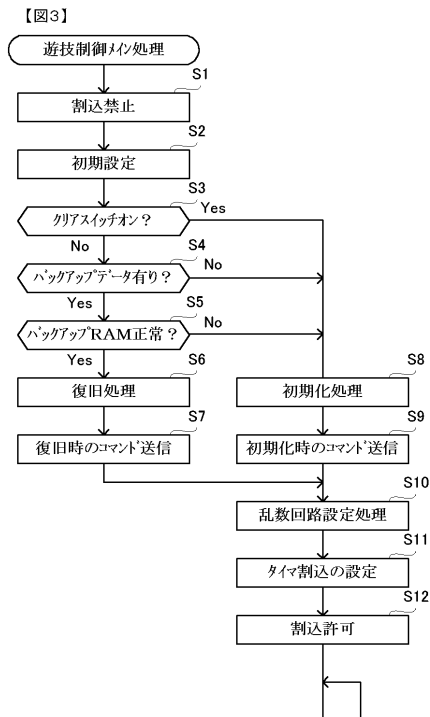 【図3】
遊技制御メイン処理
S1
割込禁止
S2
初期設定
S3
クリアスイッチオン？
Yes
No
S4
バックアップデータ有り？
No
Yes
S5
バックアップRAM正常？
No
Yes
S6
復旧処理
S7
復旧時のコマンド送信
S8
初期化処理
S9
初期化時のコマンド送信
S10
乱数回路設定処理
S11
タイマ割込の設定
S12
割込許可